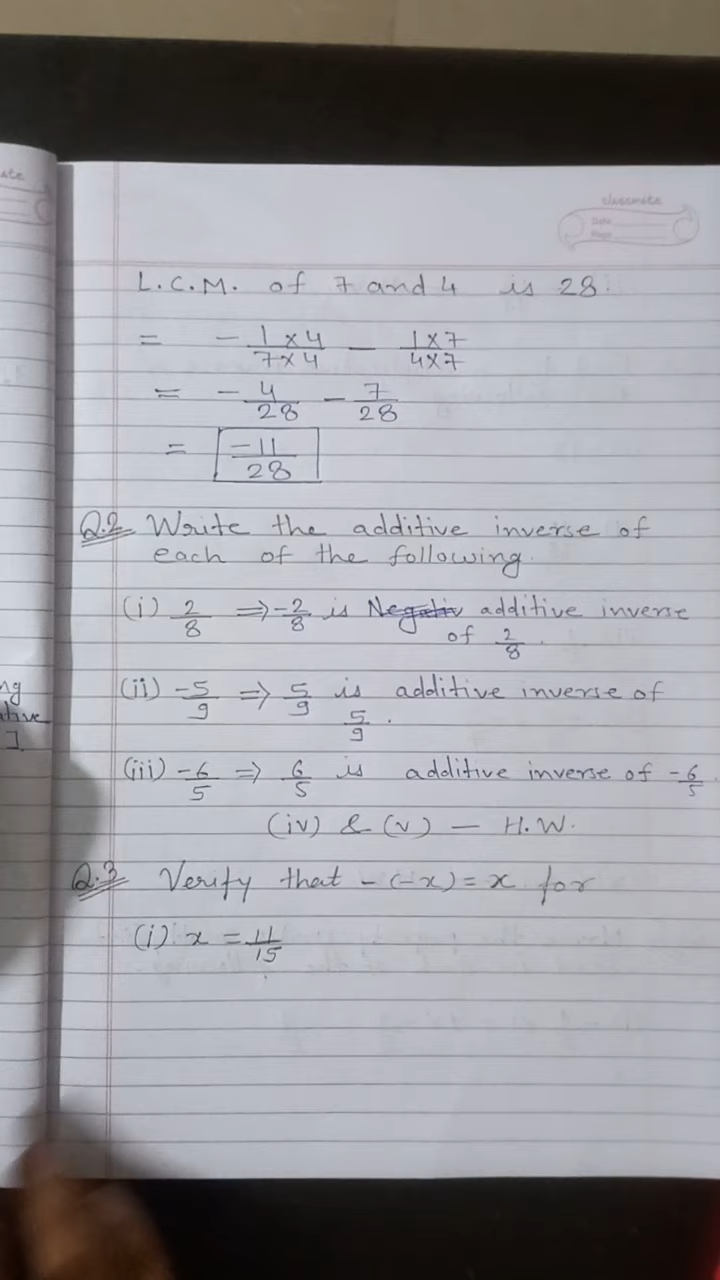 classmate
Date
Page
L.C.M. of 7 and 4 is 28.
= - 1×4/7×4 - 1×7/4×7
= - 4/28 - 7/28
= -11/28
Q.2 Write the additive inverse of
each of the following.
(i) 2/8 ⇒ -2/8 is Negativ additive inverse
of 2/8.
(ii) -5/9 ⇒ 5/9 is additive inverse of
5/9.
(iii) -6/5 ⇒ 6/5 is additive inverse of -6/5.
(iv) & (v) - H.W.
Q.3 Verify that -(-x) = x for
(i) x = 11/15